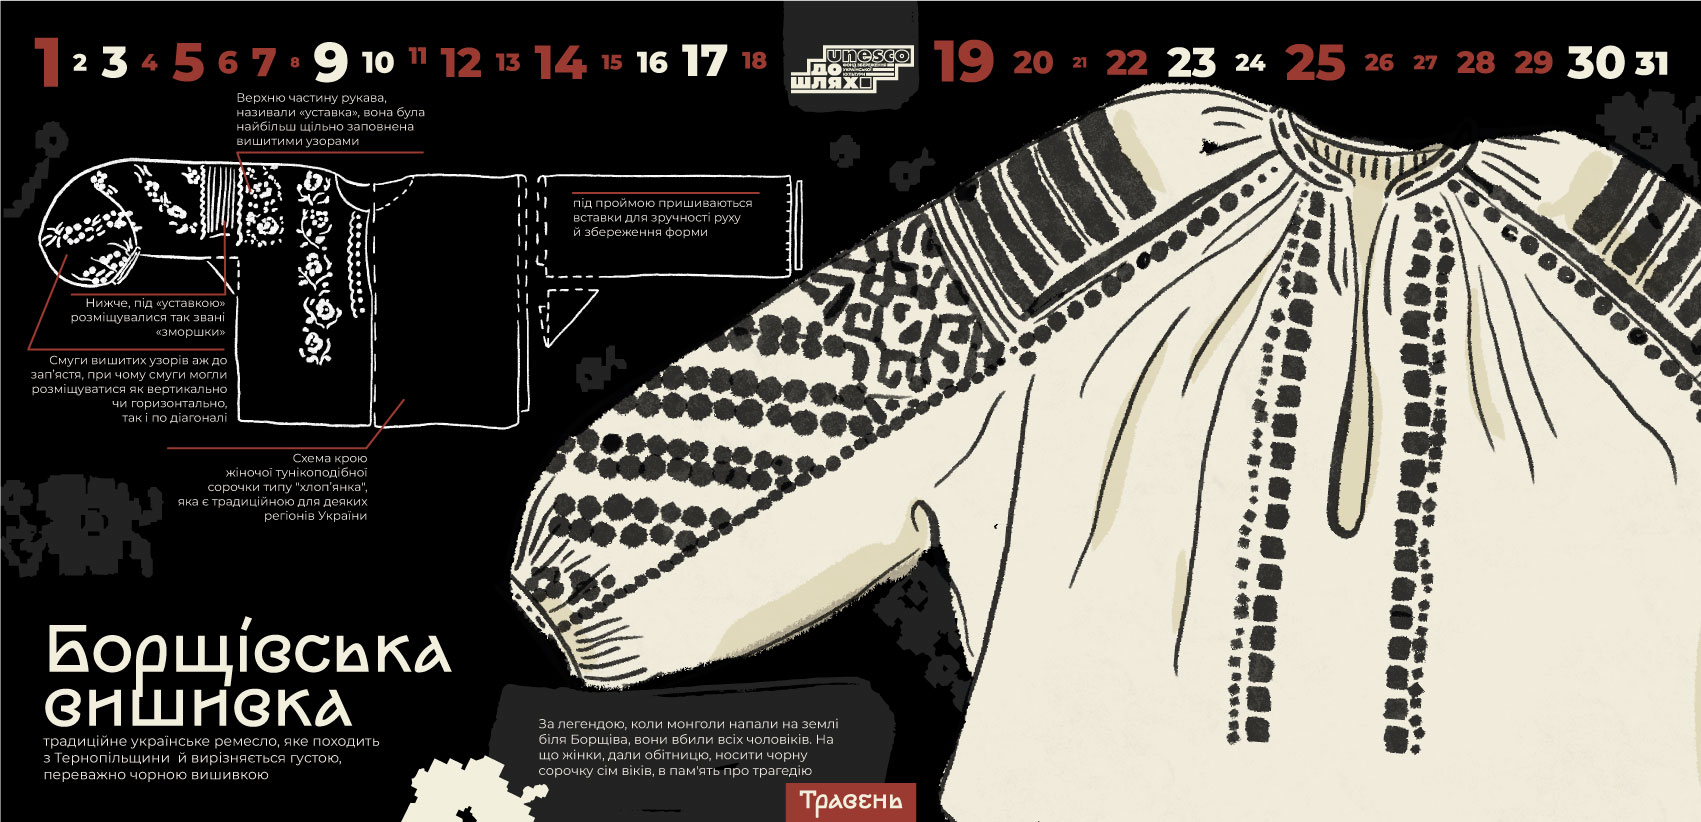 1 2 3 4 5 6 7 8 9 10 11 12 13 14 15 16 17 18
unesco
ФОНД ЗБЕРЕЖЕННЯ
УКРАЇНСЬКОЇ
КУЛЬТУРИ
ДО
ШЛЯХ
19 20 21 22 23 24 25 26 27 28 29 30 31
Верхню частину рукава,
називали «уставка», вона була
найбільш щільно заповнена
вишитими узорами
під проймою пришиваються
вставки для зручності руху
й збереження форми
Нижче, під «уставкою»
розміщувалися так звані
«зморшки»
Смуги вишитих узорів аж до
зап’ястя, при чому смуги могли
розміщуватися як вертикально
чи горизонтально,
так і по діагоналі
Схема крою
жіночої тунікоподібної
сорочки типу "хлоп’янка",
яка є традиційною для деяких
регіонів України
Борщівська
вишивка
традиційне українське ремесло, яке походить
з Тернопільщини й вирізняється густою,
переважно чорною вишивкою
За легендою, коли монголи напали на землі
біля Борщіва, вони вбили всіх чоловіків. На
що жінки, дали обітницю, носити чорну
сорочку сім віків, в пам'ять про трагедію
Травень